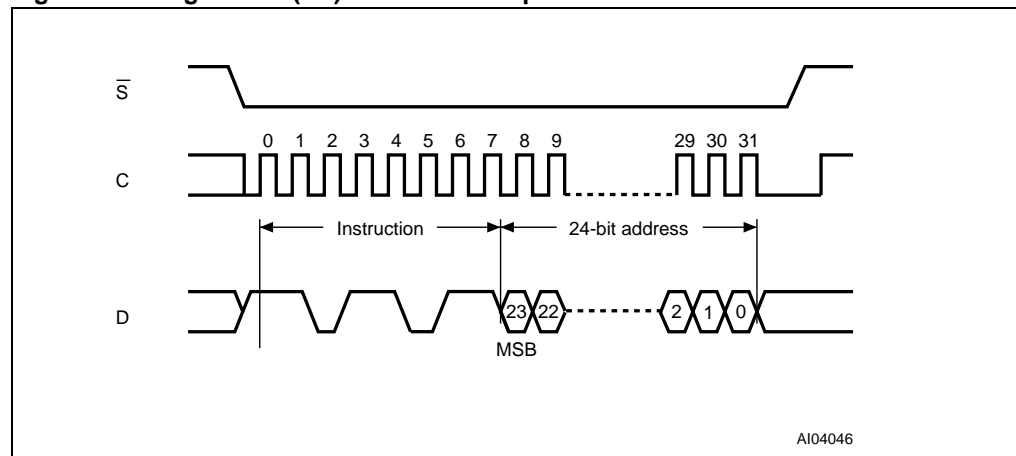 S̅
0 1 2 3 4 5 6 7 8 9 29 30 31
C
Instruction 24-bit address
D
23 22 2 1 0
MSB
AI04046